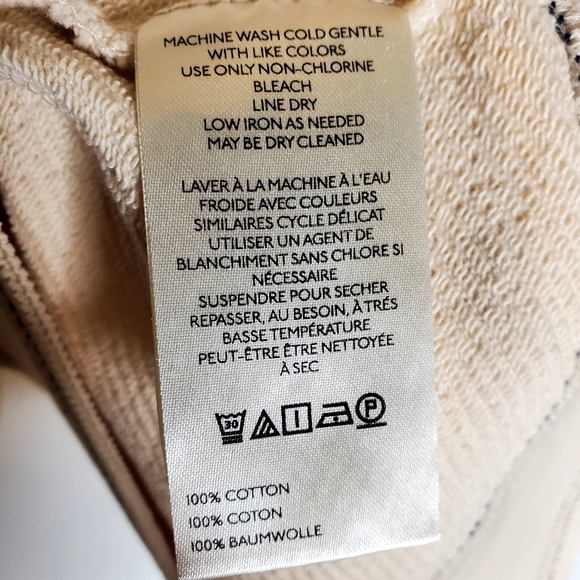 MACHINE WASH COLD GENTLE
WITH LIKE COLORS
USE ONLY NON-CHLORINE
BLEACH
LINE DRY
LOW IRON AS NEEDED
MAY BE DRY CLEANED
LAVER À LA MACHINE À L'EAU
FROIDE AVEC COULEURS
SIMILAIRES CYCLE DÉLICAT
UTILISER UN AGENT DE
BLANCHIMENT SANS CHLORE SI
NÉCESSAIRE
SUSPENDRE POUR SECHER
REPASSER, AU BESOIN, À TRÉS
BASSE TEMPÉRATURE
PEUT-ÊTRE ÊTRE NETTOYÉE
À SEC
30 P
100% COTTON
100% COTON
100% BAUMWOLLE